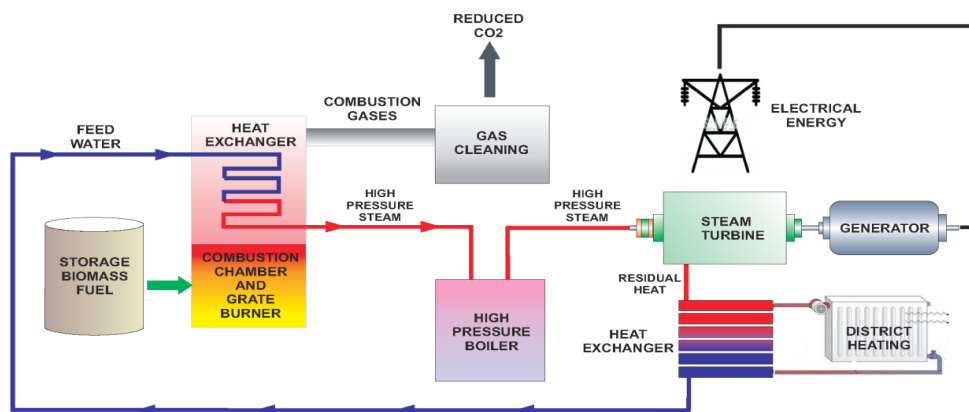 REDUCED
CO2
COMBUSTION
GASES
ELECTRICAL
ENERGY
FEED
WATER
HEAT
EXCHANGER
GAS
CLEANING
HIGH
PRESSURE
STEAM
HIGH
PRESSURE
STEAM
STEAM
TURBINE
GENERATOR
STORAGE
BIOMASS
FUEL
COMBUSTION
CHAMBER
AND
GRATE
BURNER
RESIDUAL
HEAT
HIGH
PRESSURE
BOILER
HEAT
EXCHANGER
DISTRICT
HEATING